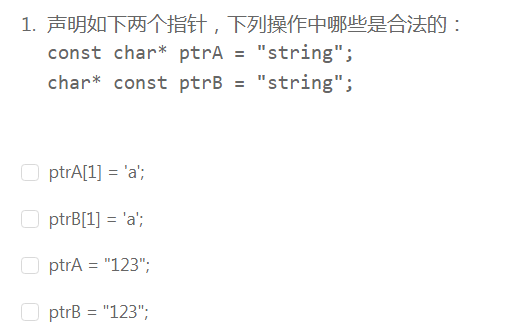 1. 声明如下两个指针，下列操作中哪些是合法的：
const char* ptrA = "string";
char* const ptrB = "string";
ptrA[1] = 'a';
ptrB[1] = 'a';
ptrA = "123";
ptrB = "123";